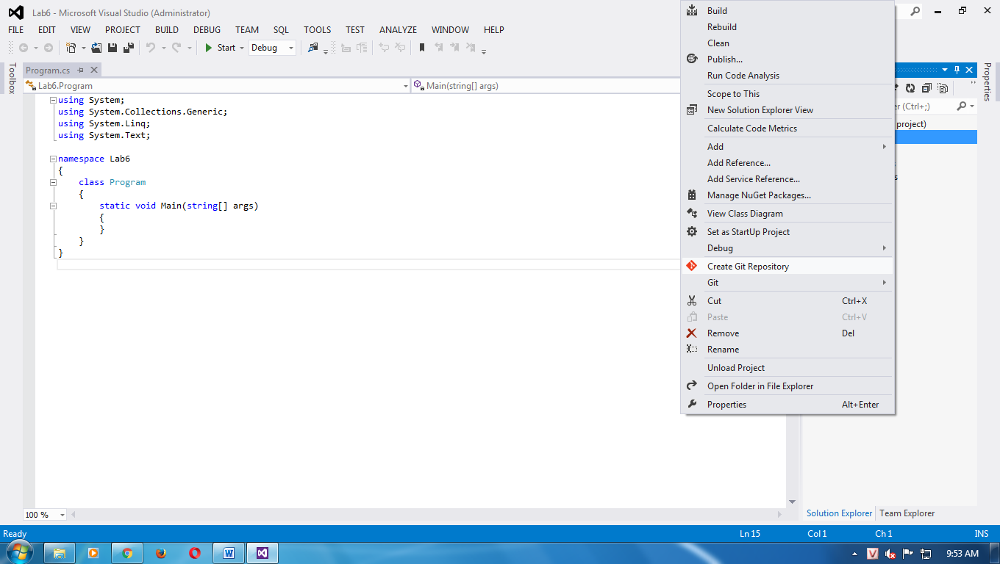 Lab6 - Microsoft Visual Studio (Administrator)
FILE EDIT VIEW PROJECT BUILD DEBUG TEAM SQL TOOLS TEST ANALYZE WINDOW HELP
Start Debug
Toolbox
Program.cs
Lab6.Program Main(string[] args)
using System;
using System.Collections.Generic;
using System.Linq;
using System.Text;
namespace Lab6
{
class Program
{
static void Main(string[] args)
{
}
}
}
100 %
Build
Rebuild
Clean
Publish...
Run Code Analysis
Scope to This
New Solution Explorer View
Calculate Code Metrics
Add
Add Reference...
Add Service Reference...
Manage NuGet Packages...
View Class Diagram
Set as StartUp Project
Debug
Create Git Repository
Git
Cut Ctrl+X
Paste Ctrl+V
Remove Del
Rename
Unload Project
Open Folder in File Explorer
Properties Alt+Enter
(Ctrl+;)
project)
Properties
Solution Explorer Team Explorer
Ready Ln 15 Col 1 Ch 1 INS
9:53 AM